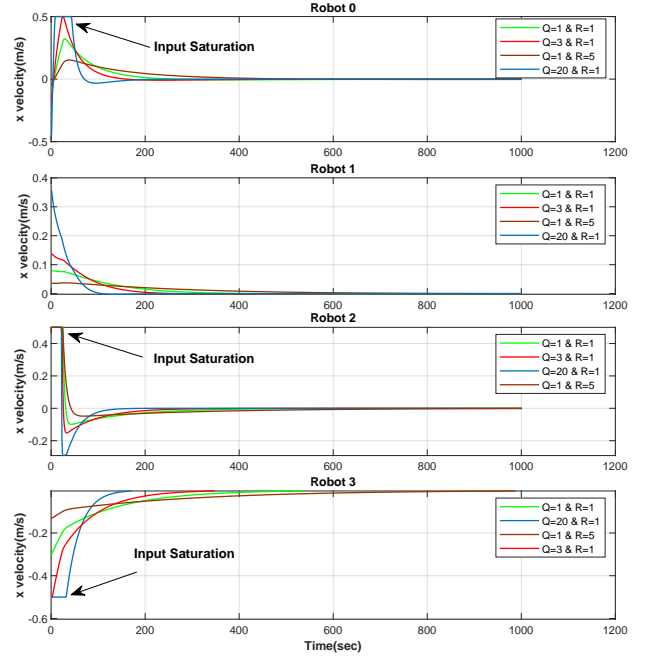 Robot 0
x velocity(m/s)
0.5
0
-0.5
Input Saturation
Q=1 & R=1
Q=3 & R=1
Q=1 & R=5
Q=20 & R=1
0 200 400 600 800 1000 1200
Robot 1
x velocity(m/s)
0.4
0.3
0.2
0.1
0
Q=1 & R=1
Q=3 & R=1
Q=1 & R=5
Q=20 & R=1
0 200 400 600 800 1000 1200
Robot 2
x velocity(m/s)
0.4
0.2
0
-0.2
Input Saturation
Q=1 & R=1
Q=3 & R=1
Q=20 & R=1
Q=1 & R=5
0 200 400 600 800 1000 1200
Robot 3
x velocity(m/s)
-0.2
-0.4
-0.6
Input Saturation
Q=1 & R=1
Q=20 & R=1
Q=1 & R=5
Q=3 & R=1
0 200 400 600 800 1000 1200
Time(sec)